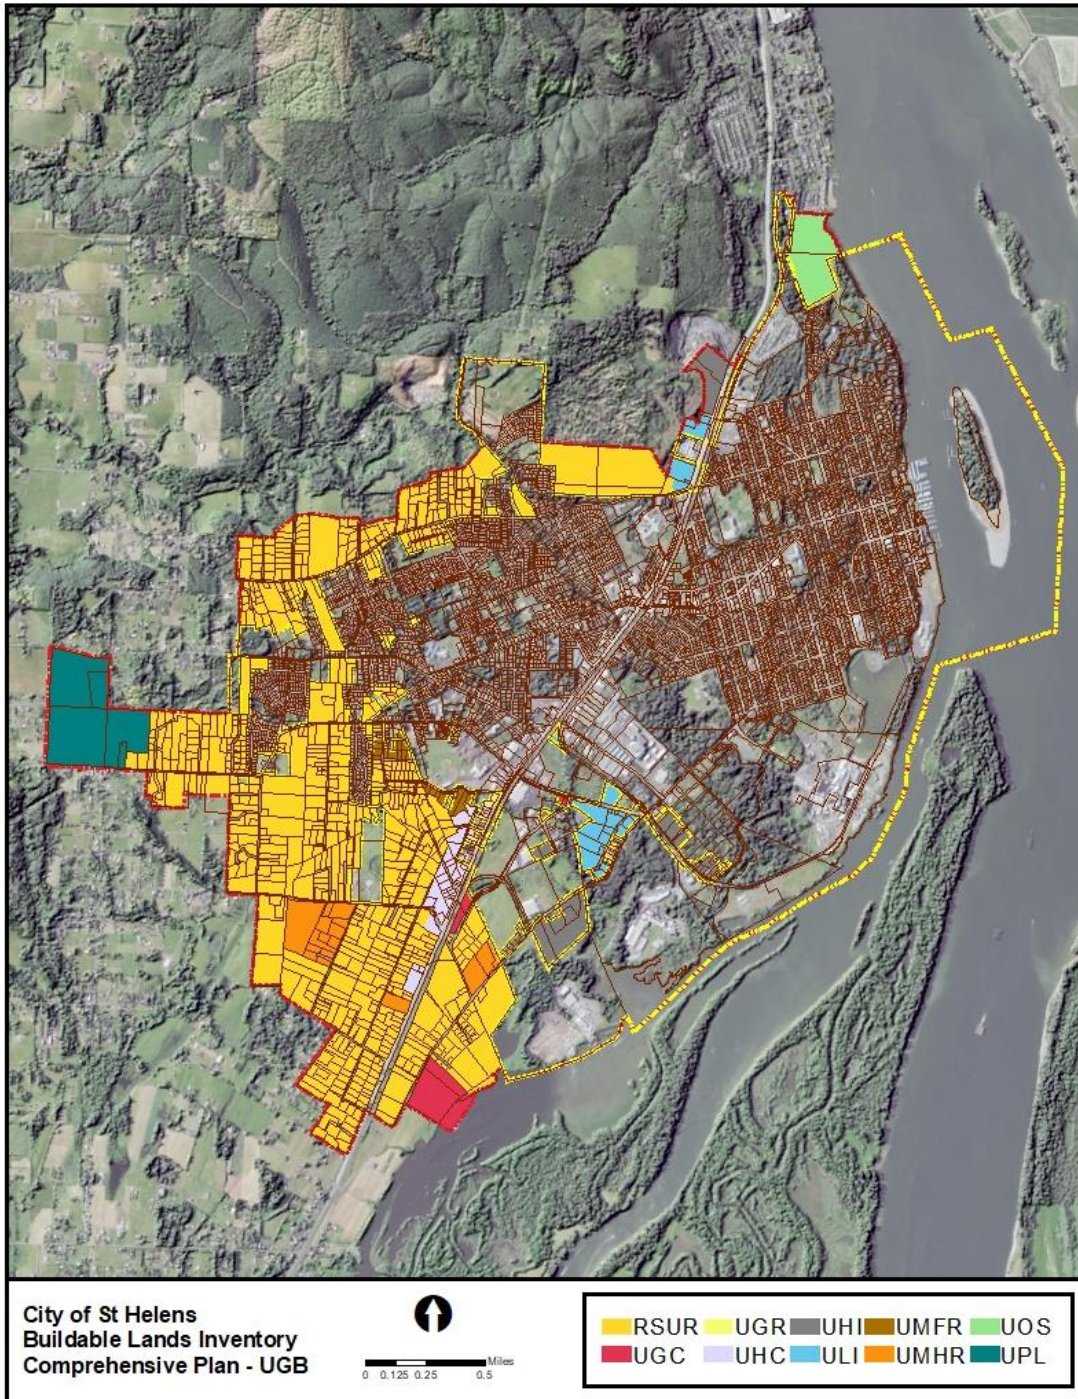 City of St Helens
Buildable Lands Inventory
Comprehensive Plan - UGB
Miles
0 0.125 0.25 0.5
RSUR UGR UHI UMFR UOS
UGC UHC ULI UMHR UPL